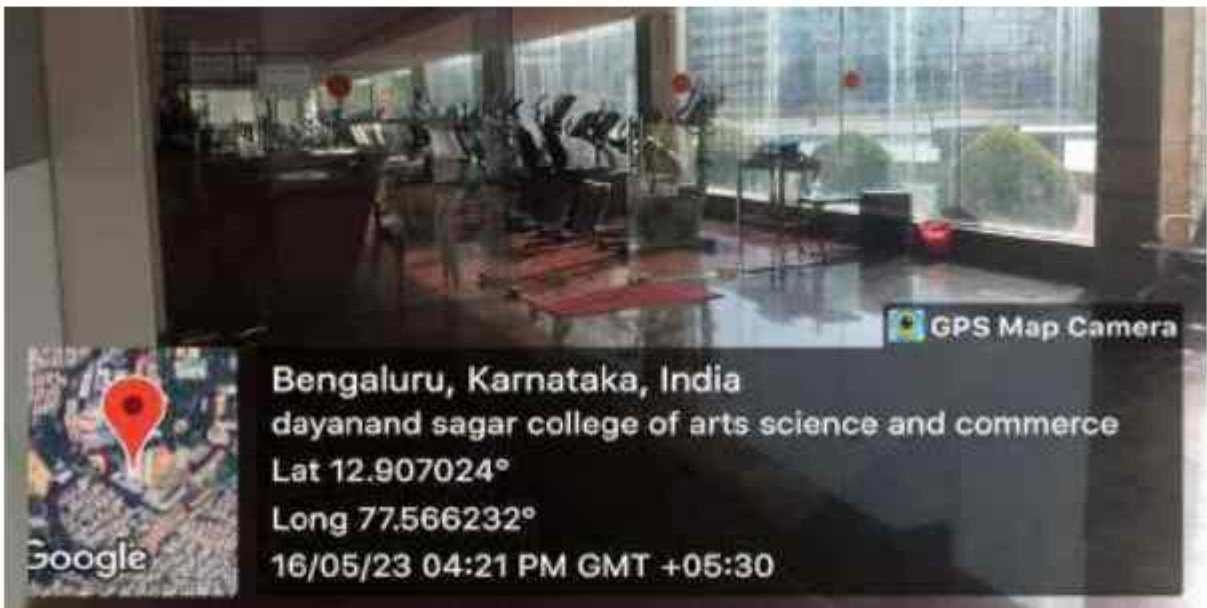 GPS Map Camera
Bengaluru, Karnataka, India
dayanand sagar college of arts science and commerce
Lat 12.907024°
Long 77.566232°
16/05/23 04:21 PM GMT +05:30
Google